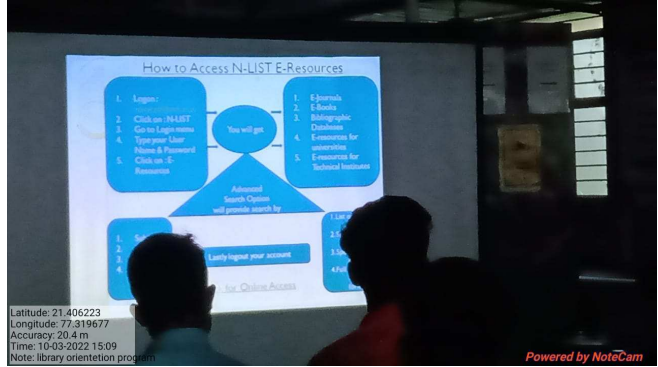 How to Access N-LIST E-Resources
1. Logon :
2. Click on : N-LIST
3. Go to Login menu
4. Type your User
Name & Password
5. Click on : E-
Resources
You will get
1. E-Journals
2. E-Books
3. Bibliographic
Databases
4. E-resources for
universities
5. E-resources for
Technical Institutes
Advanced
Search Option
will provide search by
1.
2.
3.
4.
Lastly logout your account
1.List
2.
3.
4.
for Online Access
Latitude: 21.406223
Longitude: 77.319677
Accuracy: 20.4 m
Time: 10-03-2022 15:09
Note: library orientetion program
Powered by NoteCam